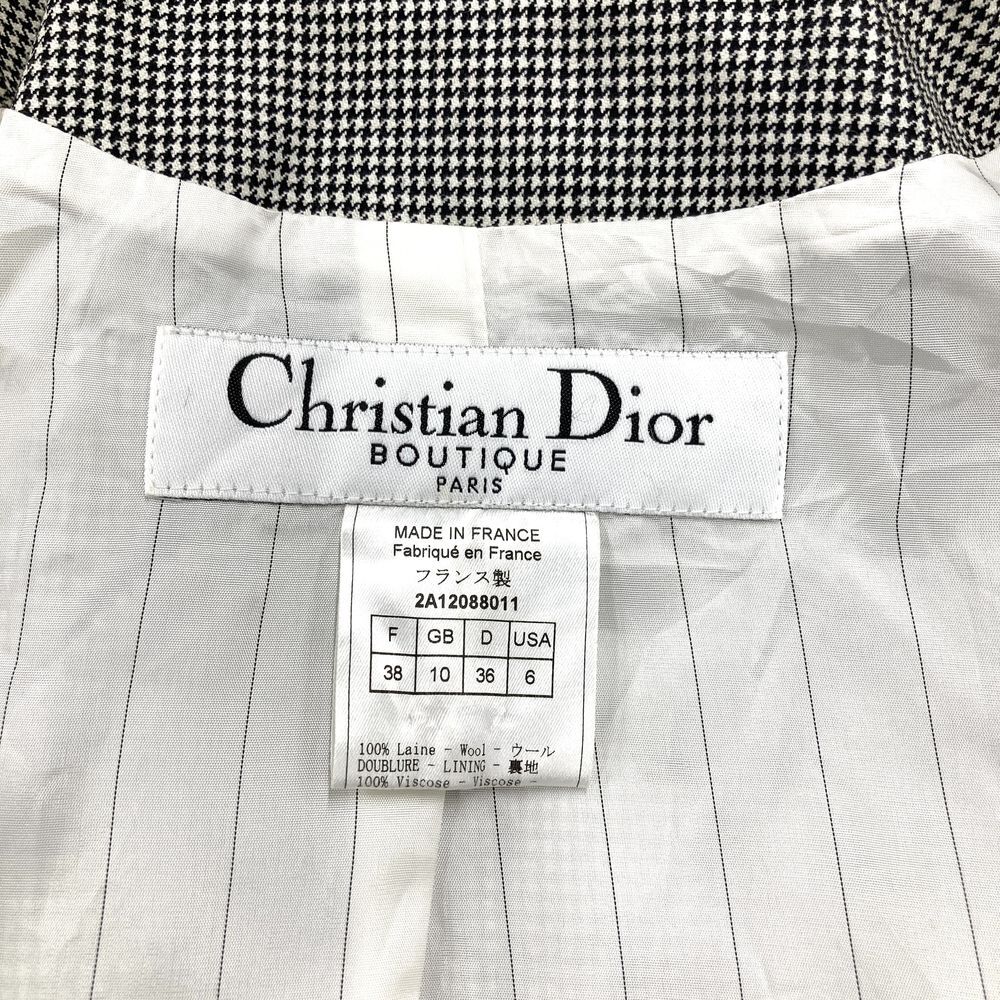 Christian Dior
BOUTIQUE
PARIS
MADE IN FRANCE
Fabriqué en France
フランス製
2A12088011
F GB D USA
38 10 36 6
100% Laine - Wool - ウール
DOUBLURE - LINING - 裏地
100% Viscose - Viscose -